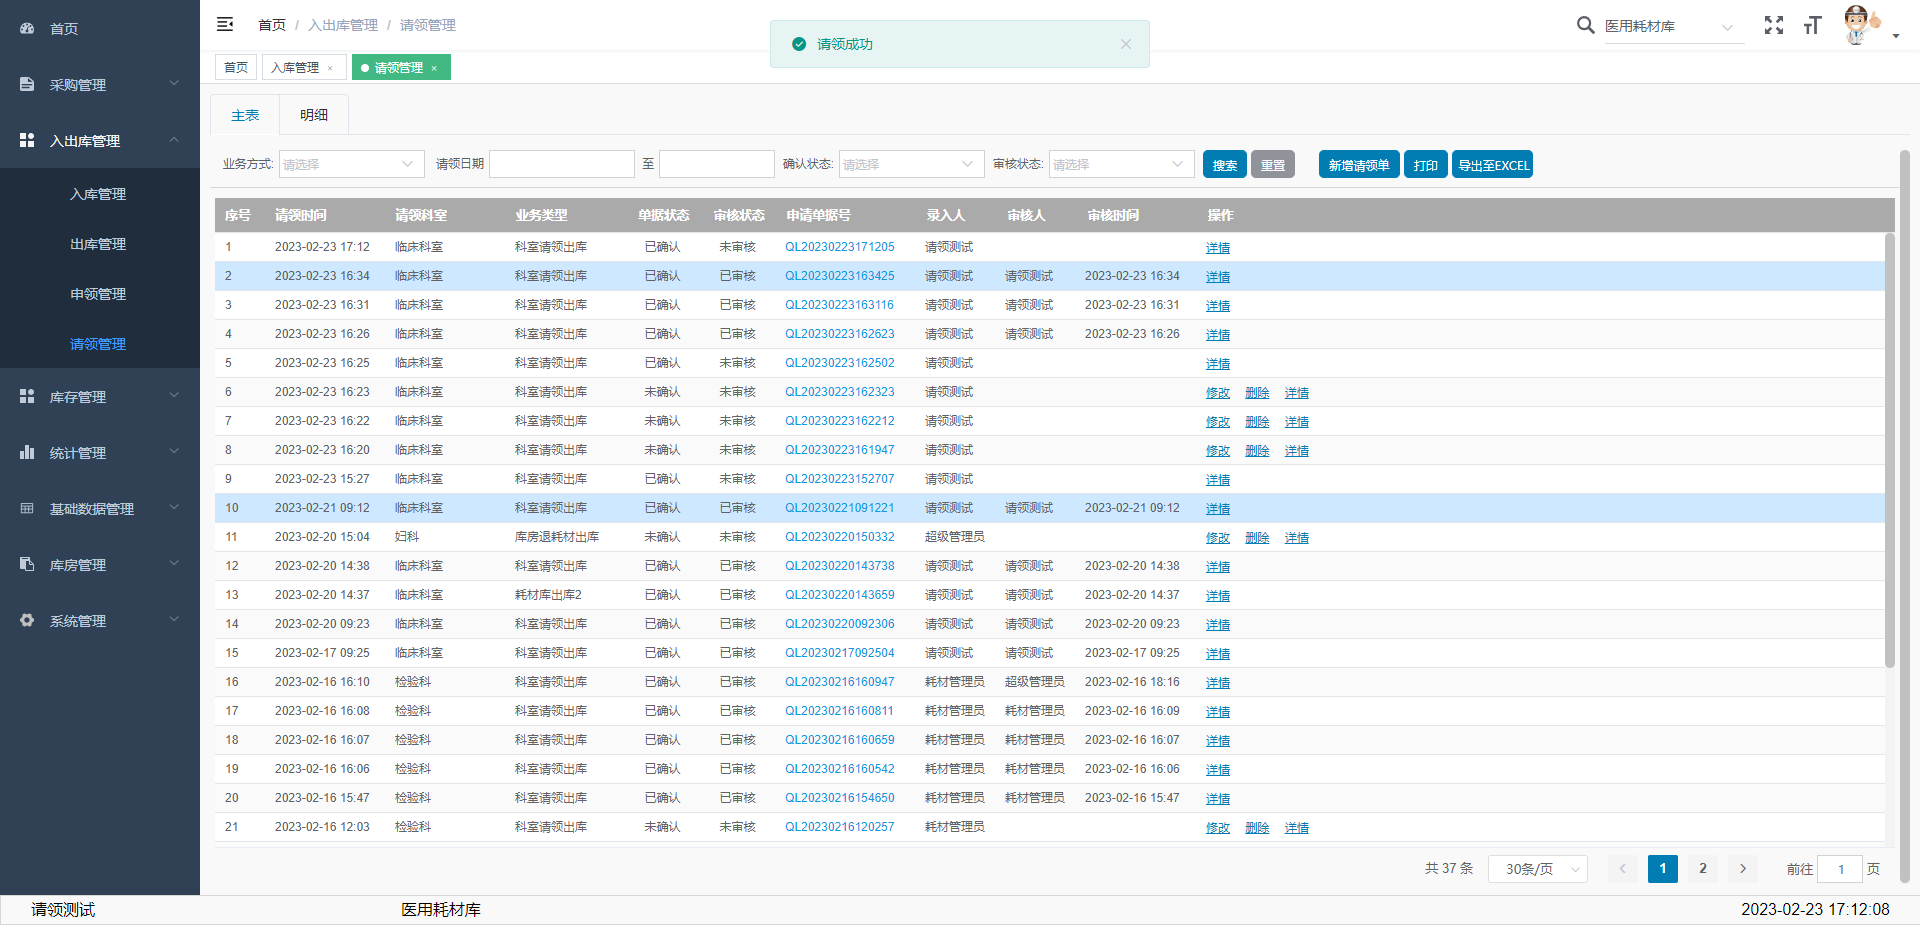 首页
采购管理
入出库管理
入库管理
出库管理
申领管理
请领管理
库存管理
统计管理
基础数据管理
库房管理
系统管理
首页 / 入出库管理 / 请领管理
请领成功
医用耗材库
首页 入库管理 × 请领管理 ×
主表 明细
业务方式: 请选择 请领日期 至 确认状态: 请选择 审核状态: 请选择 搜索 重置 新增请领单 打印 导出至EXCEL
序号 请领时间 请领科室 业务类型 单据状态 审核状态 申请单据号 录入人 审核人 审核时间 操作
1 2023-02-23 17:12 临床科室 科室请领出库 已确认 未审核 QL20230223171205 请领测试 详情
2 2023-02-23 16:34 临床科室 科室请领出库 已确认 已审核 QL20230223163425 请领测试 请领测试 2023-02-23 16:34 详情
3 2023-02-23 16:31 临床科室 科室请领出库 已确认 已审核 QL20230223163116 请领测试 请领测试 2023-02-23 16:31 详情
4 2023-02-23 16:26 临床科室 科室请领出库 已确认 已审核 QL20230223162623 请领测试 请领测试 2023-02-23 16:26 详情
5 2023-02-23 16:25 临床科室 科室请领出库 已确认 未审核 QL20230223162502 请领测试 详情
6 2023-02-23 16:23 临床科室 科室请领出库 未确认 未审核 QL20230223162323 请领测试 修改 删除 详情
7 2023-02-23 16:22 临床科室 科室请领出库 未确认 未审核 QL20230223162212 请领测试 修改 删除 详情
8 2023-02-23 16:20 临床科室 科室请领出库 未确认 未审核 QL20230223161947 请领测试 修改 删除 详情
9 2023-02-23 15:27 临床科室 科室请领出库 已确认 未审核 QL20230223152707 请领测试 详情
10 2023-02-21 09:12 临床科室 科室请领出库 已确认 已审核 QL20230221091221 请领测试 请领测试 2023-02-21 09:12 详情
11 2023-02-20 15:04 妇科 库房退耗材出库 未确认 未审核 QL20230220150332 超级管理员 修改 删除 详情
12 2023-02-20 14:38 临床科室 科室请领出库 已确认 已审核 QL20230220143738 请领测试 请领测试 2023-02-20 14:38 详情
13 2023-02-20 14:37 临床科室 耗材库出库2 已确认 已审核 QL20230220143659 请领测试 请领测试 2023-02-20 14:37 详情
14 2023-02-20 09:23 临床科室 科室请领出库 已确认 已审核 QL20230220092306 请领测试 请领测试 2023-02-20 09:23 详情
15 2023-02-17 09:25 临床科室 科室请领出库 已确认 已审核 QL20230217092504 请领测试 请领测试 2023-02-17 09:25 详情
16 2023-02-16 16:10 检验科 科室请领出库 已确认 已审核 QL20230216160947 耗材管理员 超级管理员 2023-02-16 18:16 详情
17 2023-02-16 16:08 检验科 科室请领出库 已确认 已审核 QL20230216160811 耗材管理员 耗材管理员 2023-02-16 16:09 详情
18 2023-02-16 16:07 检验科 科室请领出库 已确认 已审核 QL20230216160659 耗材管理员 耗材管理员 2023-02-16 16:07 详情
19 2023-02-16 16:06 检验科 科室请领出库 已确认 已审核 QL20230216160542 耗材管理员 耗材管理员 2023-02-16 16:06 详情
20 2023-02-16 15:47 检验科 科室请领出库 已确认 已审核 QL20230216154650 耗材管理员 耗材管理员 2023-02-16 15:47 详情
21 2023-02-16 12:03 检验科 科室请领出库 未确认 未审核 QL20230216120257 耗材管理员 修改 删除 详情
共 37 条 30条/页 1 2 前往 1 页
请领测试 医用耗材库 2023-02-23 17:12:08